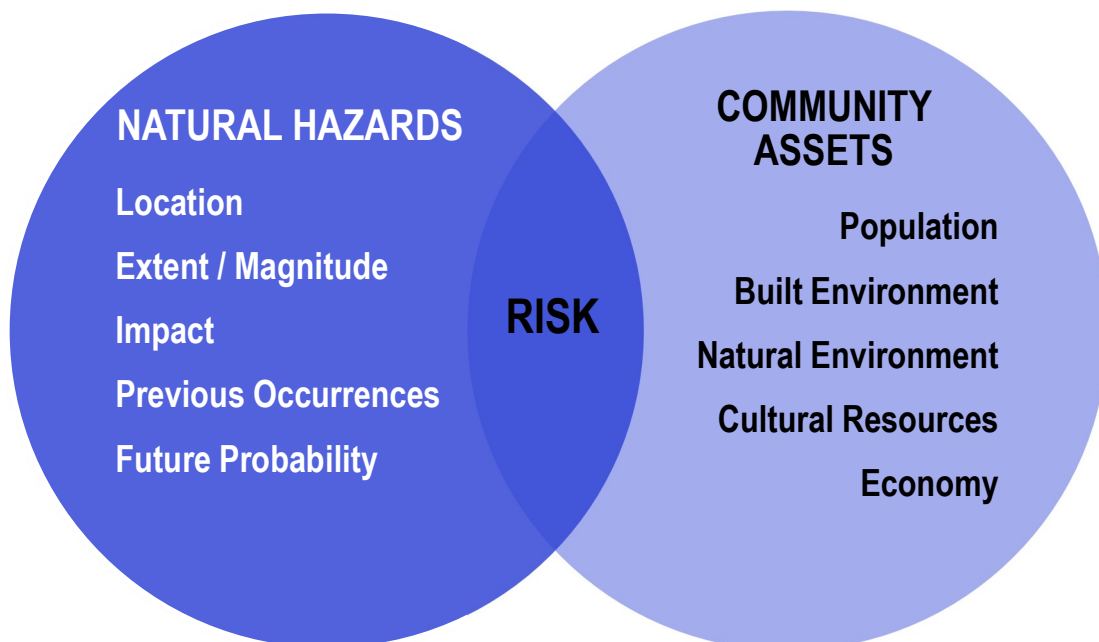 NATURAL HAZARDS
Location
Extent / Magnitude
Impact
Previous Occurrences
Future Probability
RISK
COMMUNITY
ASSETS
Population
Built Environment
Natural Environment
Cultural Resources
Economy